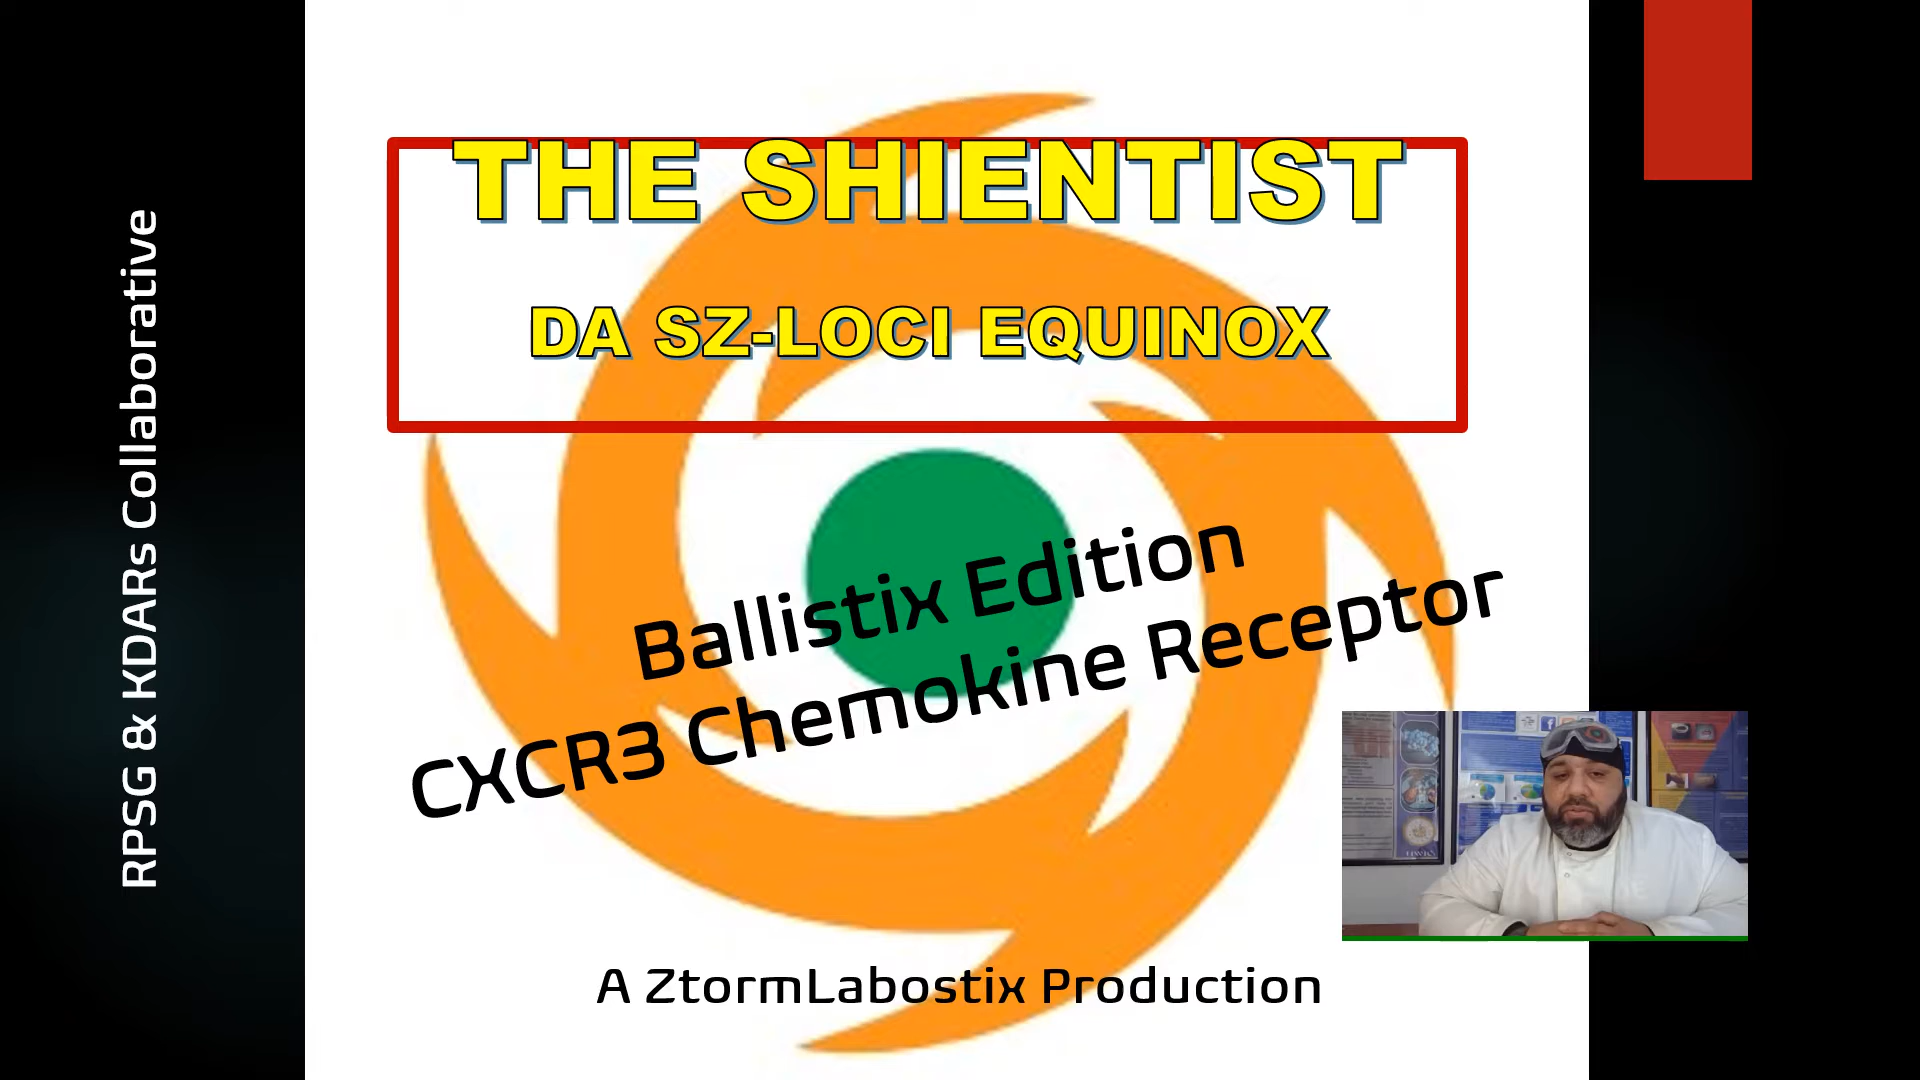 RPSG & KDARs Collaborative
THE SHIENTIST
DA SZ-LOCI EQUINOX
Ballistix Edition
CXCR3 Chemokine Receptor
A ZtormLabostix Production